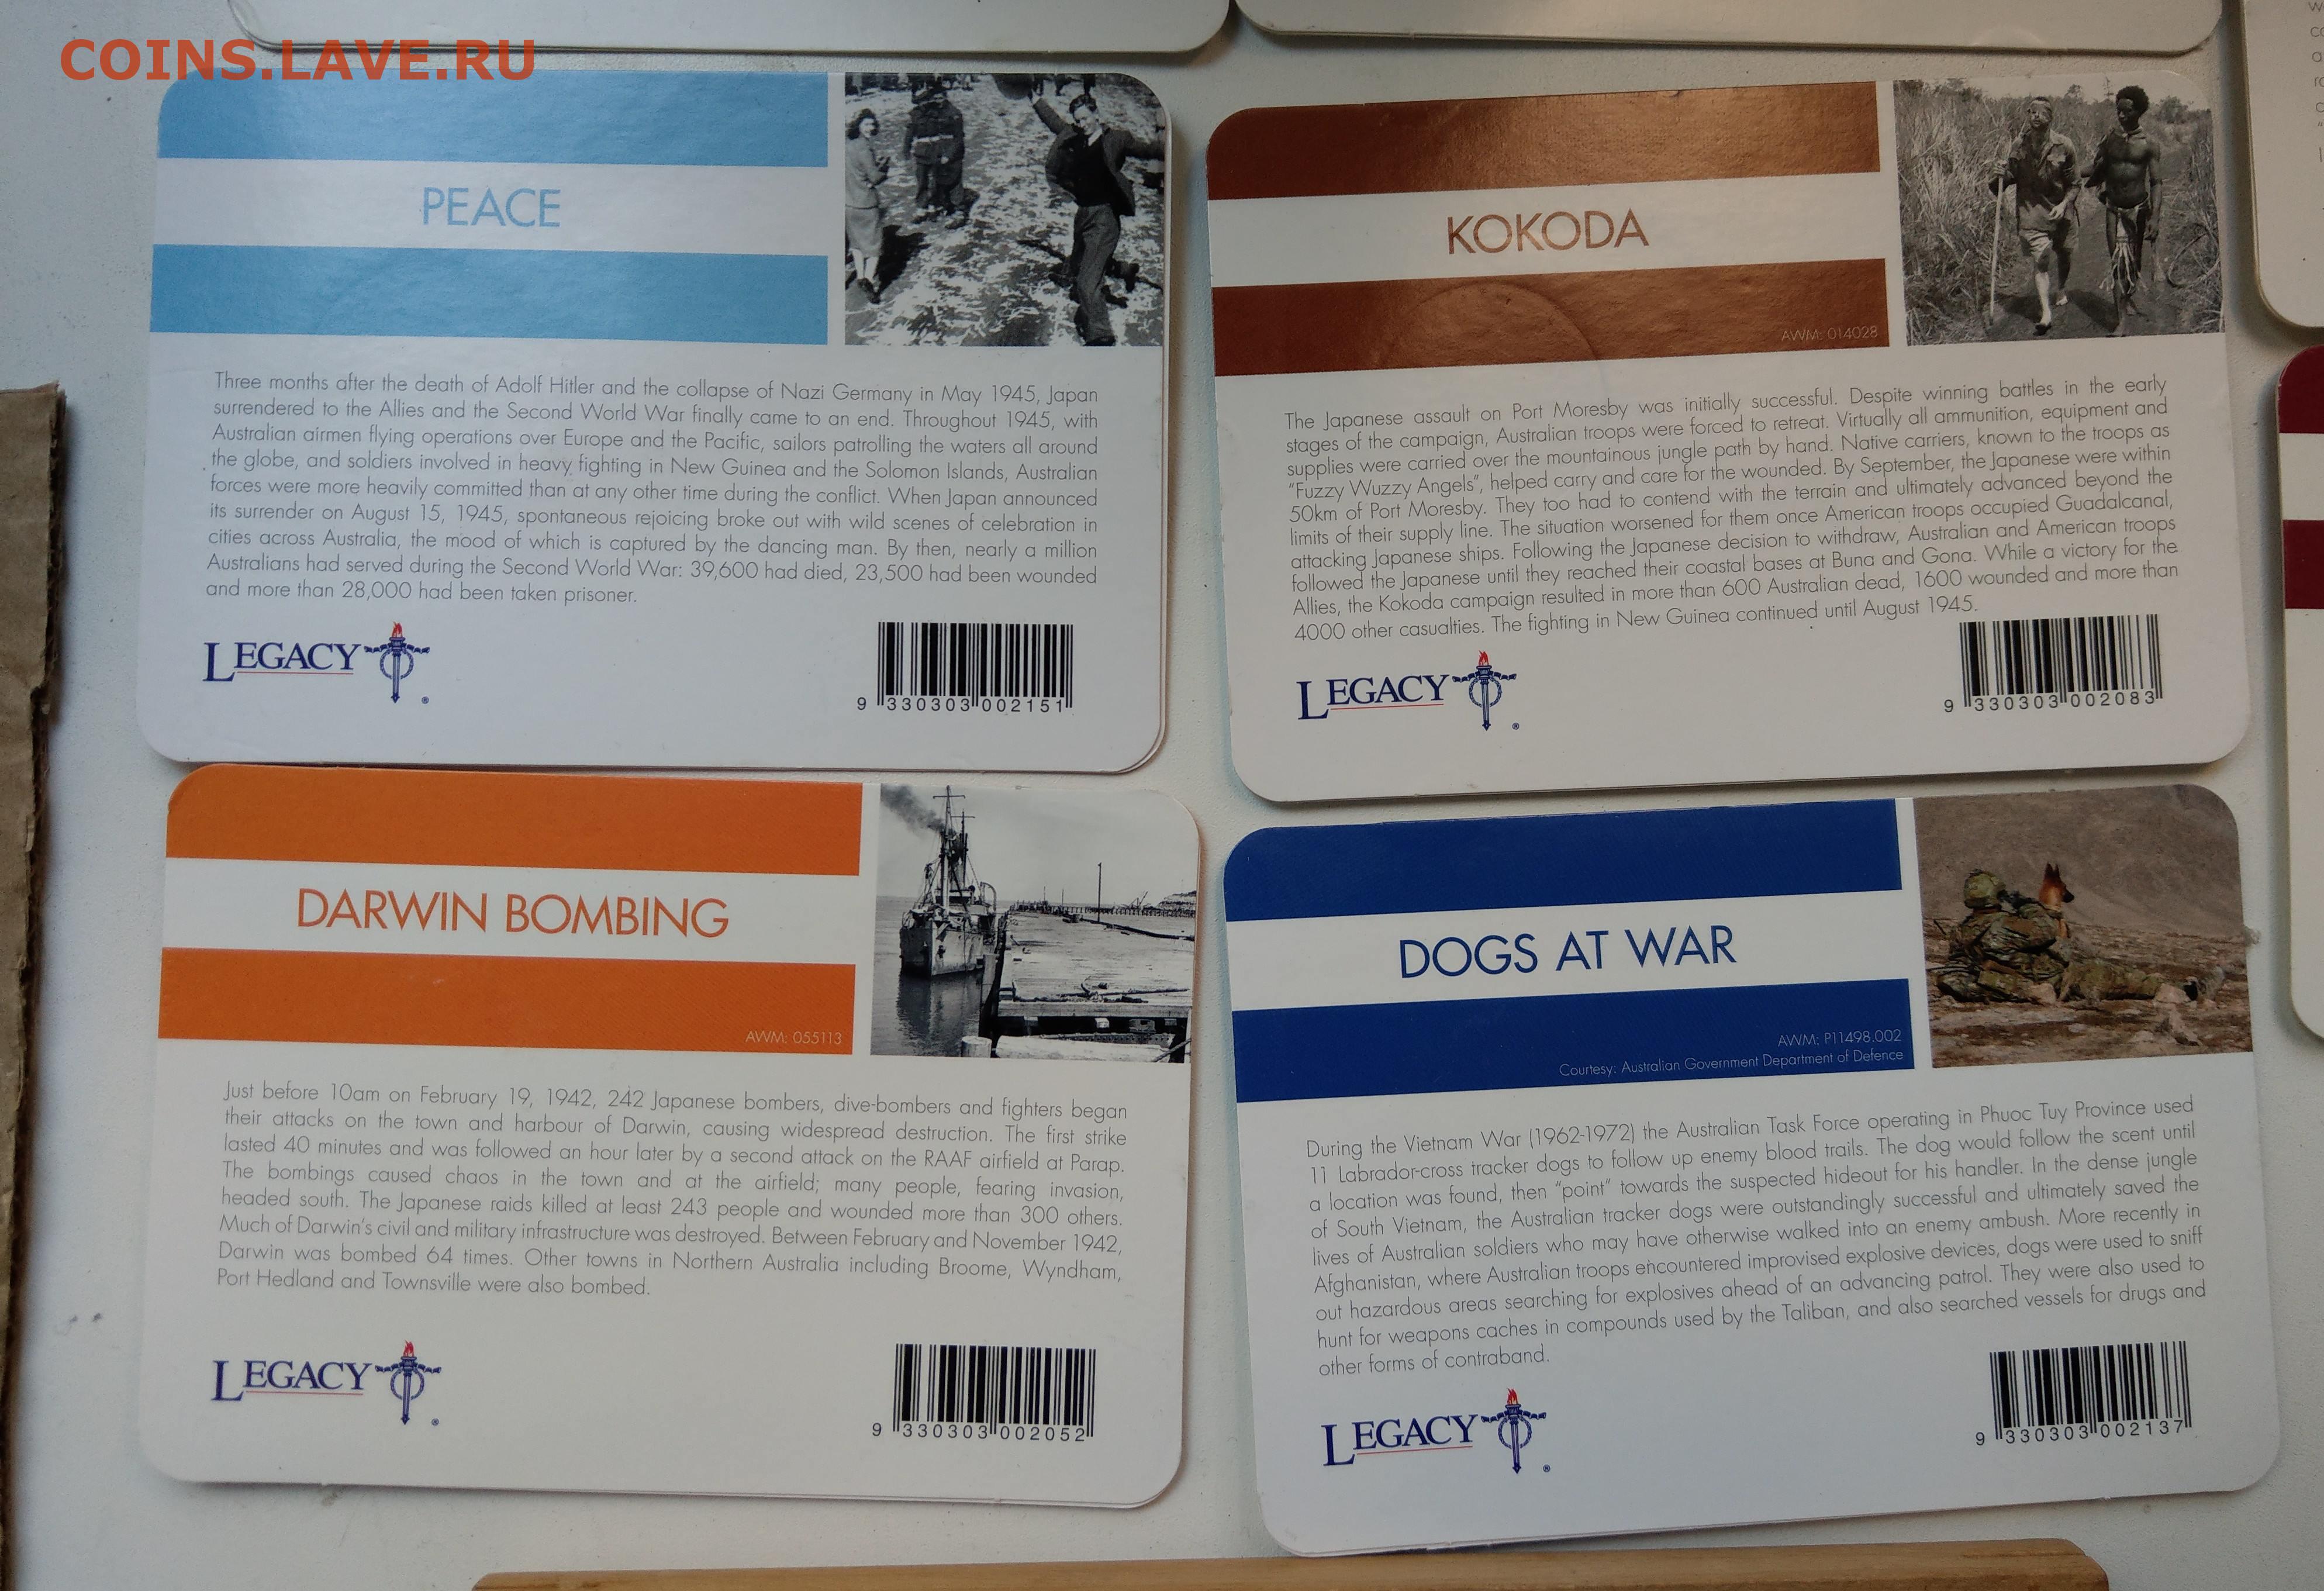 COINS.LAVE.RU
PEACE
Three months after the death of Adolf Hitler and the collapse of Nazi Germany in May 1945, Japan
surrendered to the Allies and the Second World War finally came to an end. Throughout 1945, with
Australian airmen flying operations over Europe and the Pacific, sailors patrolling the waters all around
the globe, and soldiers involved in heavy fighting in New Guinea and the Solomon Islands, Australian
forces were more heavily committed than at any other time during the conflict. When Japan announced
its surrender on August 15, 1945, spontaneous rejoicing broke out with wild scenes of celebration in
cities across Australia, the mood of which is captured by the dancing man. By then, nearly a million
Australians had served during the Second World War: 39,600 had died, 23,500 had been wounded
and more than 28,000 had been taken prisoner.
LEGACY
®
9 330303 002151
KOKODA
AWM: 014028
The Japanese assault on Port Moresby was initially successful. Despite winning battles in the early
stages of the campaign, Australian troops were forced to retreat. Virtually all ammunition, equipment and
supplies were carried over the mountainous jungle path by hand. Native carriers, known to the troops as
"Fuzzy Wuzzy Angels", helped carry and care for the wounded. By September, the Japanese were within
50km of Port Moresby. They too had to contend with the terrain and ultimately advanced beyond the
limits of their supply line. The situation worsened for them once American troops occupied Guadalcanal,
attacking Japanese ships. Following the Japanese decision to withdraw, Australian and American troops
followed the Japanese until they reached their coastal bases at Buna and Gona. While a victory for the
Allies, the Kokoda campaign resulted in more than 600 Australian dead, 1600 wounded and more than
4000 other casualties. The fighting in New Guinea continued until August 1945.
LEGACY
®
9 330303 002083
DARWIN BOMBING
AWM: 055113
Just before 10am on February 19, 1942, 242 Japanese bombers, dive-bombers and fighters began
their attacks on the town and harbour of Darwin, causing widespread destruction. The first strike
lasted 40 minutes and was followed an hour later by a second attack on the RAAF airfield at Parap.
The bombings caused chaos in the town and at the airfield; many people, fearing invasion,
headed south. The Japanese raids killed at least 243 people and wounded more than 300 others.
Much of Darwin's civil and military infrastructure was destroyed. Between February and November 1942,
Darwin was bombed 64 times. Other towns in Northern Australia including Broome, Wyndham,
Port Hedland and Townsville were also bombed.
LEGACY
®
9 330303 002052
DOGS AT WAR
AWM: P11498.002
Courtesy: Australian Government Department of Defence
During the Vietnam War (1962-1972) the Australian Task Force operating in Phuoc Tuy Province used
11 Labrador-cross tracker dogs to follow up enemy blood trails. The dog would follow the scent until
a location was found, then "point" towards the suspected hideout for his handler. In the dense jungle
of South Vietnam, the Australian tracker dogs were outstandingly successful and ultimately saved the
lives of Australian soldiers who may have otherwise walked into an enemy ambush. More recently in
Afghanistan, where Australian troops encountered improvised explosive devices, dogs were used to sniff
out hazardous areas searching for explosives ahead of an advancing patrol. They were also used to
hunt for weapons caches in compounds used by the Taliban, and also searched vessels for drugs and
other forms of contraband.
LEGACY
®
9 330303 002137